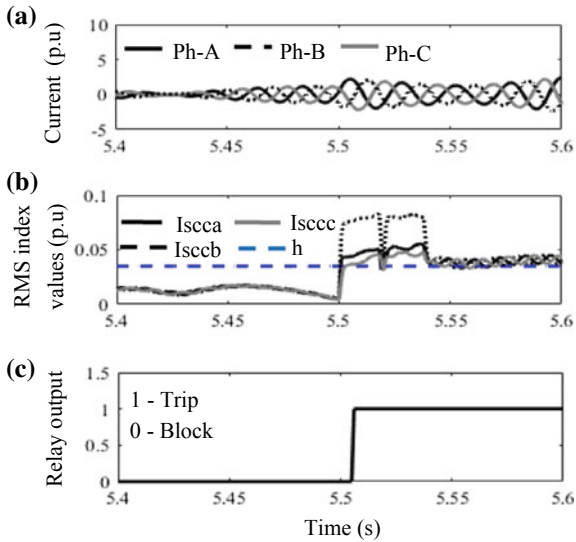 (a)
10
5
0
-5
Current (p.u)
Ph-A Ph-B Ph-C
5.4 5.45 5.5 5.55 5.6
(b)
0.1
0.05
0
RMS index
values (p.u)
Iscca Isccc
Isccb h
5.4 5.45 5.5 5.55 5.6
(c)
1.5
1
0.5
0
Relay output
1 - Trip
0 - Block
5.4 5.45 5.5 5.55 5.6
Time (s)